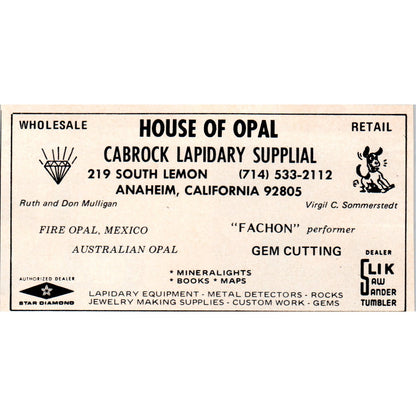 WHOLESALE
HOUSE OF OPAL
RETAIL
CABROCK LAPIDARY SUPPLIAL
219 SOUTH LEMON (714) 533-2112
ANAHEIM, CALIFORNIA 92805
Ruth and Don Mulligan
Virgil C. Sommerstedt
FIRE OPAL, MEXICO
"FACHON" performer
AUSTRALIAN OPAL
GEM CUTTING
DEALER
SLIK
SAW
SANDER
TUMBLER
* MINERALIGHTS
* BOOKS * MAPS
AUTHORIZED DEALER
STAR DIAMOND
LAPIDARY EQUIPMENT - METAL DETECTORS - ROCKS
JEWELRY MAKING SUPPLIES - CUSTOM WORK - GEMS